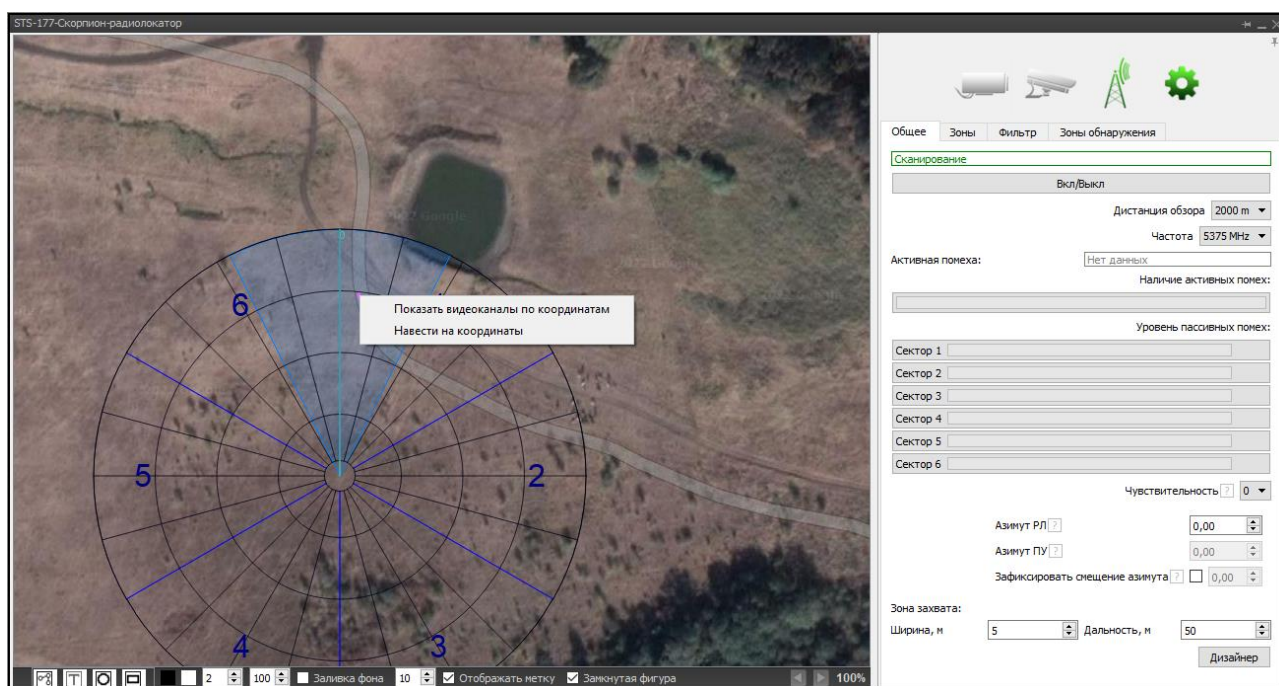 STS-177-Скорпион-радиолокатор
Общее Зоны Фильтр Зоны обнаружения
Сканирование
Вкл/Выкл
Дистанция обзора 2000 m
Частота 5375 MHz
Активная помеха: Нет данных
Наличие активных помех:
Уровень пассивных помех:
Сектор 1
Сектор 2
Сектор 3
Сектор 4
Сектор 5
Сектор 6
Чувствительность ? 0
Азимут РЛ ? 0,00
Азимут ПУ ? 0,00
Зафиксировать смещение азимута ? 0,00
Зона захвата:
Ширина, м 5 Дальность, м 50
Дизайнер
Google
0
6
Показать видеоканалы по координатам
Навести на координаты
5 2
4 3
T 2 100 Заливка фона 10 Отображать метку Замкнутая фигура 100%